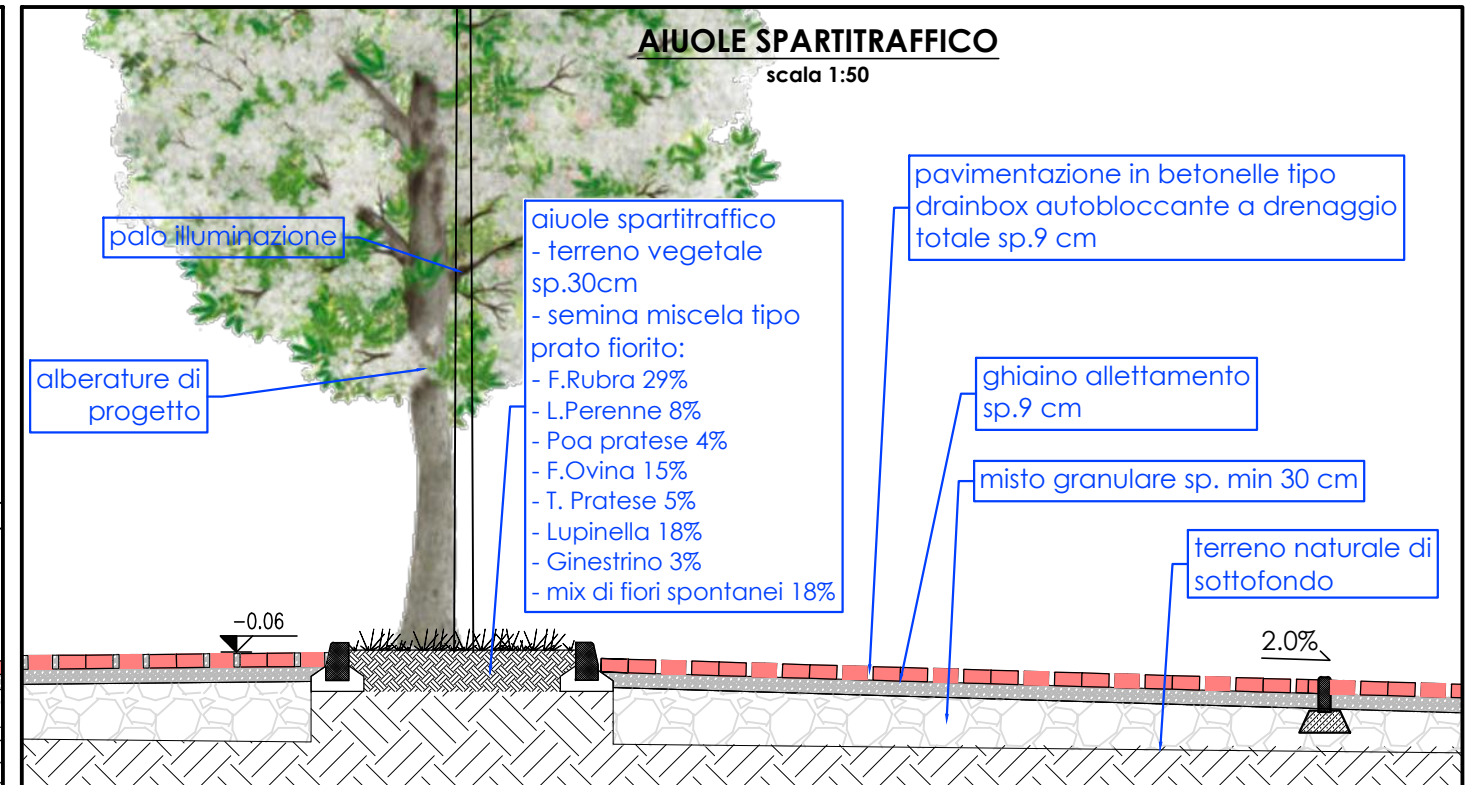 AIUOLE SPARTITRAFFICO
scala 1:50
palo illuminazione
alberature di
progetto
aiuole spartitraffico
- terreno vegetale
sp.30cm
- semina miscela tipo
prato fiorito:
- F.Rubra 29%
- L.Perenne 8%
- Poa pratese 4%
- F.Ovina 15%
- T. Pratese 5%
- Lupinella 18%
- Ginestrino 3%
- mix di fiori spontanei 18%
pavimentazione in betonelle tipo
drainbox autobloccante a drenaggio
totale sp.9 cm
ghiaino allettamento
sp.9 cm
misto granulare sp. min 30 cm
terreno naturale di
sottofondo
-0.06
2.0%